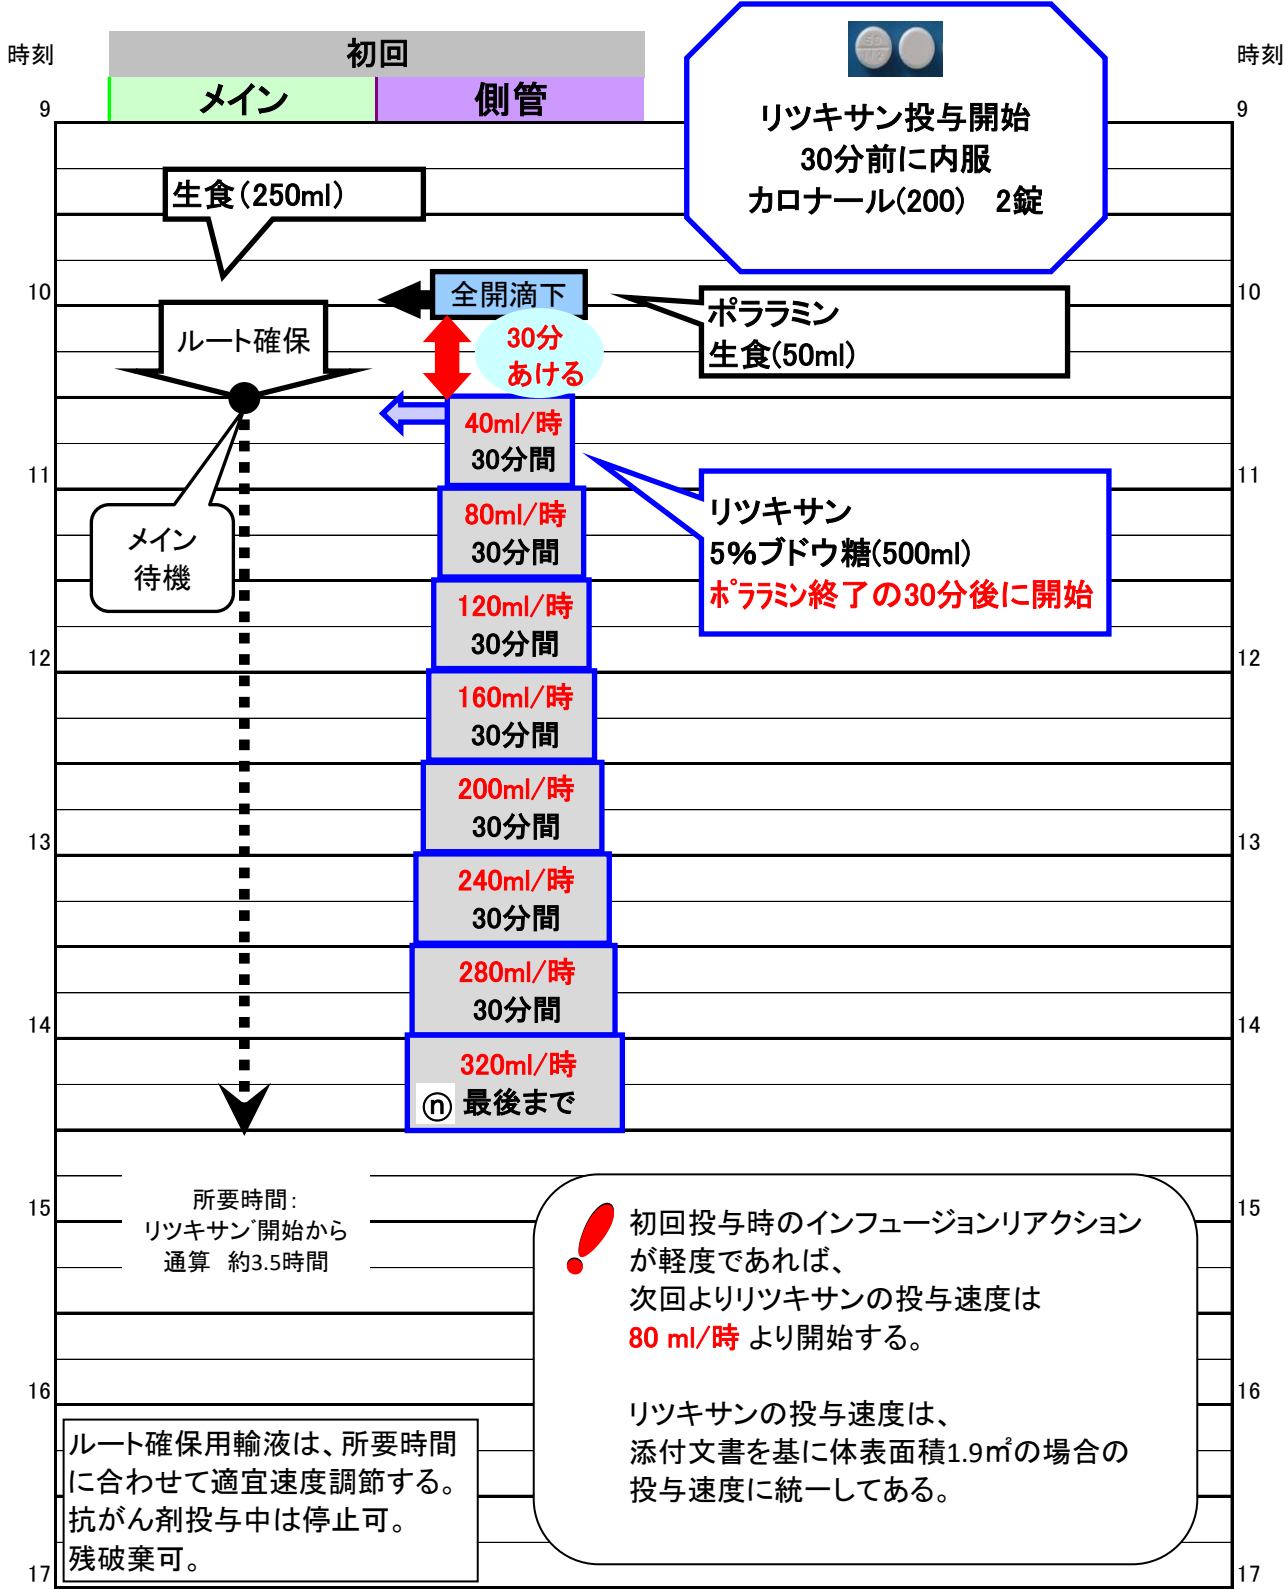 時刻
初回
時刻
メイン
側管
9
9
リツキサン投与開始
30分前に内服
カロナール(200) 2錠
生食(250ml)
10
10
全開滴下
ポララミン
生食(50ml)
ルート確保
30分
あける
40ml/時
30分間
11
11
80ml/時
30分間
リツキサン
5%ブドウ糖(500ml)
ポララミン終了の30分後に開始
メイン
待機
120ml/時
30分間
12
12
160ml/時
30分間
200ml/時
30分間
13
13
240ml/時
30分間
280ml/時
30分間
14
14
320ml/時
ⓝ 最後まで
15
15
所要時間:
リツキサン゙開始から
通算 約3.5時間
初回投与時のインフュージョンリアクション
が軽度であれば、
次回よりリツキサンの投与速度は
80 ml/時 より開始する。
リツキサンの投与速度は、
添付文書を基に体表面積1.9㎡の場合の
投与速度に統一してある。
16
16
ルート確保用輸液は、所要時間
に合わせて適宜速度調節する。
抗がん剤投与中は停止可。
残破棄可。
17
17